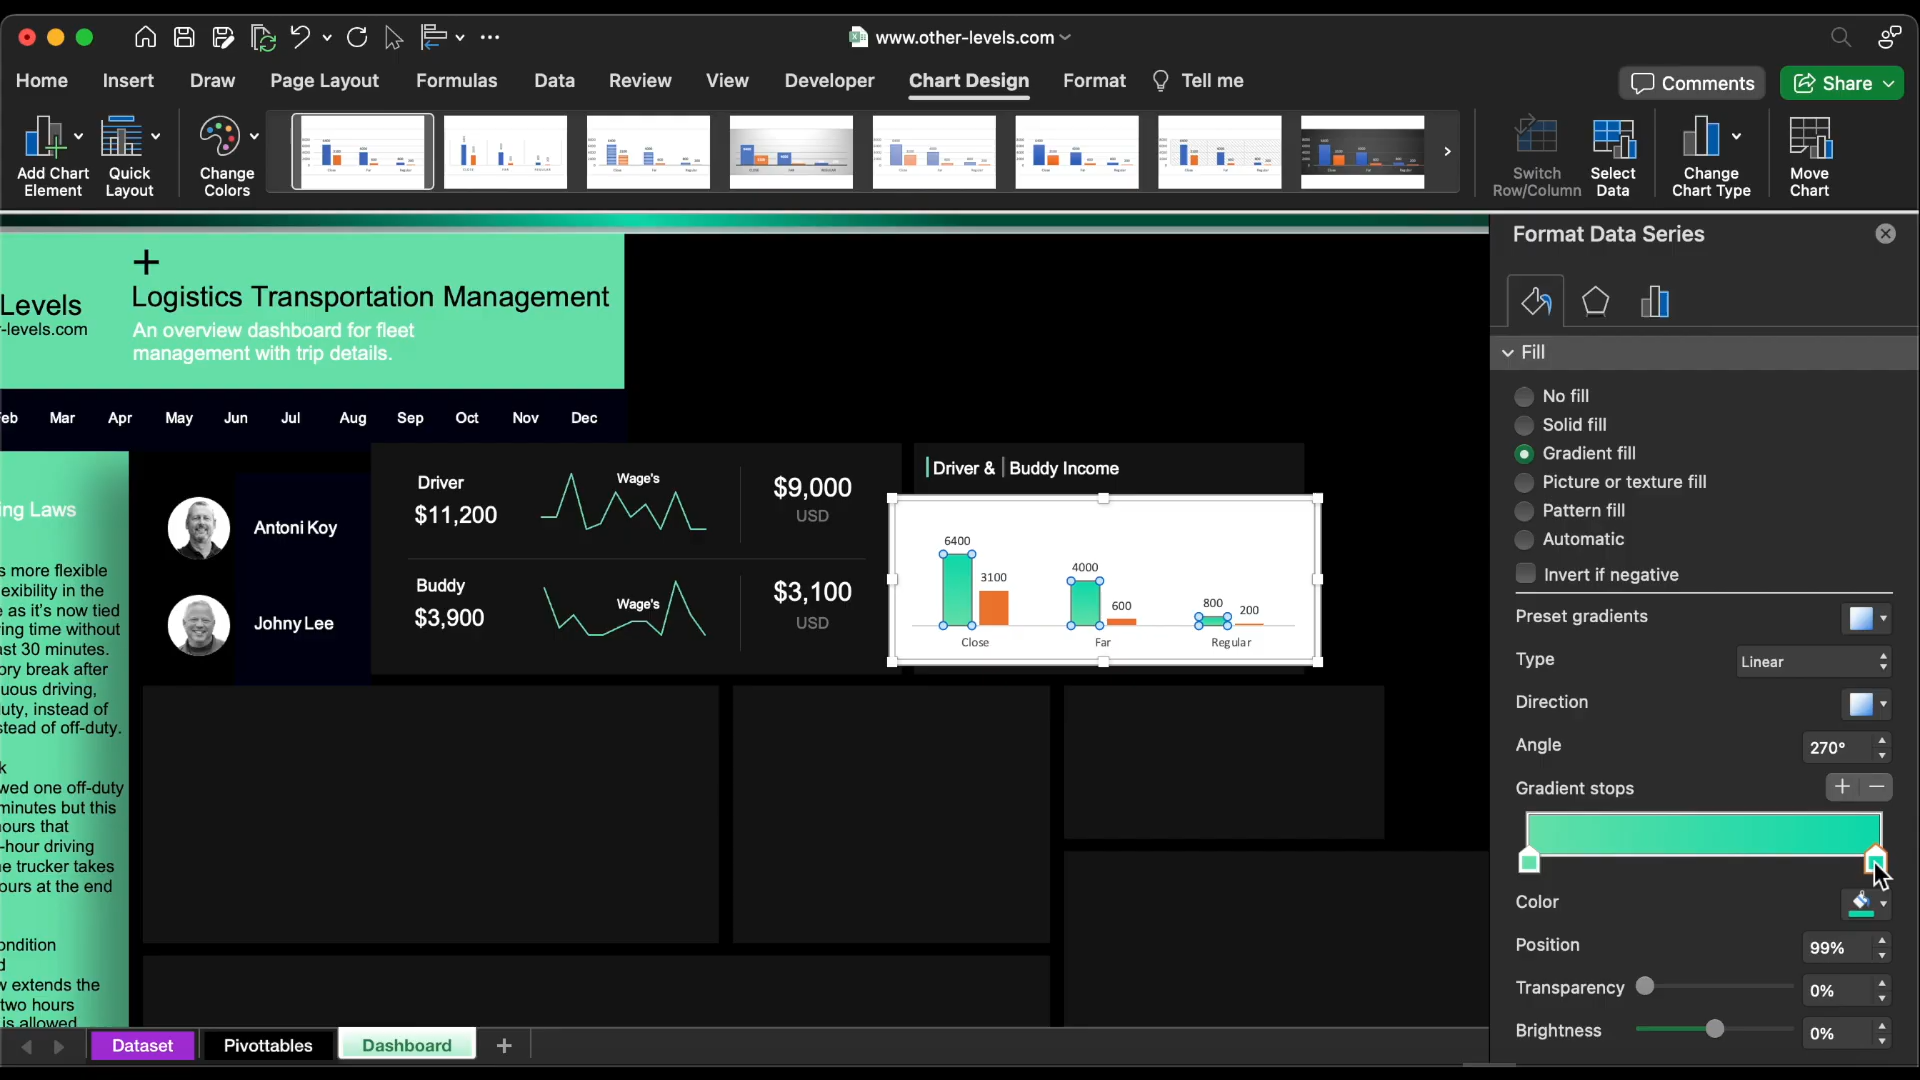 www.other-levels.com
Home Insert Draw Page Layout Formulas Data Review View Developer Chart Design Format Tell me
Comments Share
Add Chart Element
Quick Layout
Change Colors
Switch Row/Column
Select Data
Change Chart Type
Move Chart
Levels
-levels.com
+
Logistics Transportation Management
An overview dashboard for fleet
management with trip details.
eb Mar Apr May Jun Jul Aug Sep Oct Nov Dec
ing Laws
s more flexible
exibility in the
e as it's now tied
ving time without
ast 30 minutes.
ory break after
uous driving,
uty, instead of
stead of off-duty.
k
wed one off-duty
minutes but this
ours that
-hour driving
e trucker takes
ours at the end
ondition
d
w extends the
two hours
is allowed
Antoni Koy
Johny Lee
Driver
$11,200
Wage's
$9,000
USD
Buddy
$3,900
Wage's
$3,100
USD
Driver & Buddy Income
6400
3100
4000
600
800
200
Close Far Regular
Format Data Series
Fill
No fill
Solid fill
Gradient fill
Picture or texture fill
Pattern fill
Automatic
Invert if negative
Preset gradients
Type Linear
Direction
Angle 270°
Gradient stops
Color
Position 99%
Transparency 0%
Brightness 0%
Dataset Pivottables Dashboard